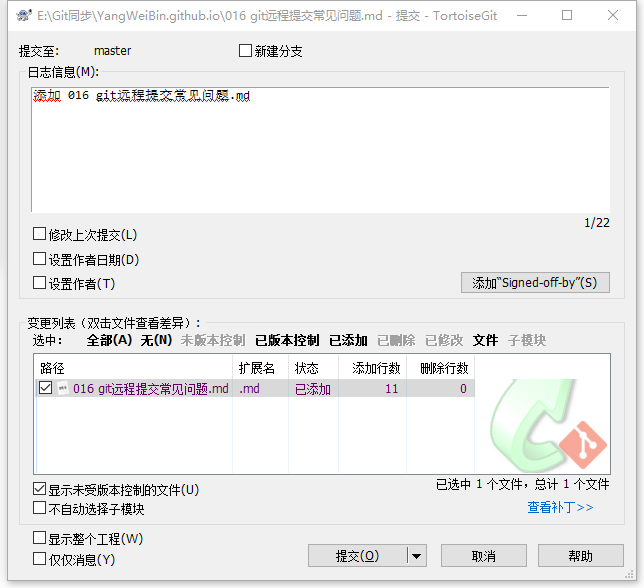 E:\Git同步\YangWeiBin.github.io\016 git远程提交常见问题.md - 提交 - TortoiseGit
提交至: master 新建分支
日志信息(M):
添加 016 git远程提交常见问题.md
1/22
修改上次提交(L)
设置作者日期(D)
设置作者(T) 添加“Signed-off-by”(S)
变更列表（双击文件查看差异）:
选中: 全部(A) 无(N) 未版本控制 已版本控制 已添加 已删除 已修改 文件 子模块
路径 扩展名 状态 添加行数 删除行数
016 git远程提交常见问题.md .md 已添加 11 0
显示未受版本控制的文件(U) 已选中 1 个文件，总计 1 个文件
不自动选择子模块 查看补丁>>
显示整个工程(W)
仅仅消息(Y) 提交(O) 取消 帮助